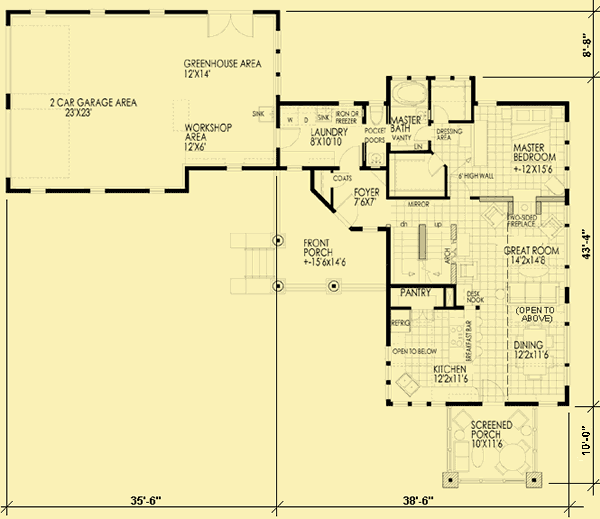 8'-8"
GREENHOUSE AREA
12'X14'
2 CAR GARAGE AREA
23'X23'
SINK
WORKSHOP
AREA
12'X6'
W D SINK
IRON OR
FREEZER
LAUNDRY
8'X10'10
POCKET
DOORS
MASTER
BATH
VANITY
LIN
DRESSING
AREA
MASTER
BEDROOM
+-12'X15'6
6' HIGH WALL
COATS
FOYER
7'6X7'
MIRROR
dn up
ARCH
TWO-SIDED
FIREPLACE
GREAT ROOM
14'2x14'8
FRONT
PORCH
+-15'6x14'6
43'-4"
PANTRY
DESK
NOOK
(OPEN TO
ABOVE)
REFRIG
BREAKFAST BAR
OPEN TO BELOW
DINING
12'2x11'6
KITCHEN
12'2x11'6
SCREENED
PORCH
10'X11'6
10'-0"
35'-6"
38'-6"